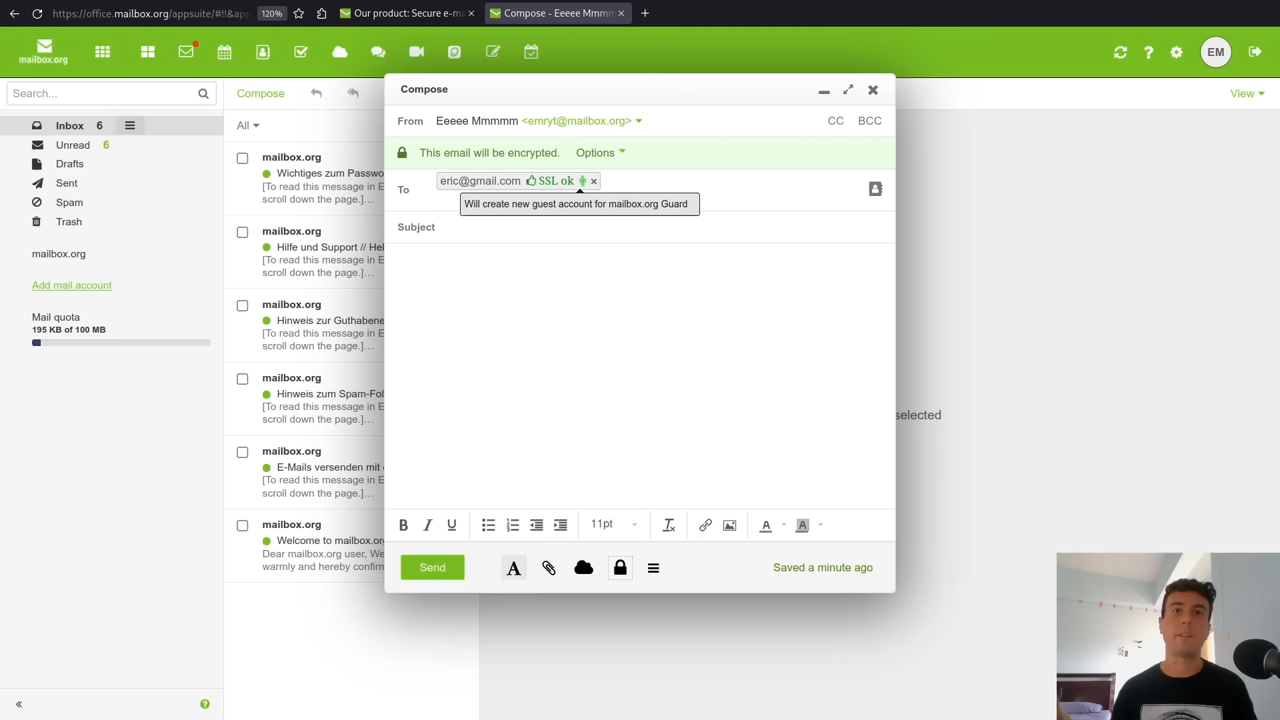 https://office.mailbox.org/appsuite/#!!&ap
120%
Our product: Secure e-m
Compose - Eeeee Mmmm
mailbox.org
EM
Search...
Compose
View
Inbox 6
Unread 6
Drafts
Sent
Spam
Trash
mailbox.org
Add mail account
Mail quota
195 KB of 100 MB
All
mailbox.org
Wichtiges zum Passwo
[To read this message in E
scroll down the page.]...
mailbox.org
Hilfe und Support // Hel
[To read this message in E
scroll down the page.]...
mailbox.org
Hinweis zur Guthabene
[To read this message in E
scroll down the page.]...
mailbox.org
Hinweis zum Spam-Fol
[To read this message in E
scroll down the page.]...
mailbox.org
E-Mails versenden mit
[To read this message in E
scroll down the page.]...
mailbox.org
Welcome to mailbox.org
Dear mailbox.org user, We
warmly and hereby confirm
Compose
From Eeeee Mmmmm <emryt@mailbox.org> CC BCC
This email will be encrypted. Options
To eric@gmail.com SSL ok ×
Will create new guest account for mailbox.org Guard
Subject
selected
B I U 11pt A A
Send A Saved a minute ago